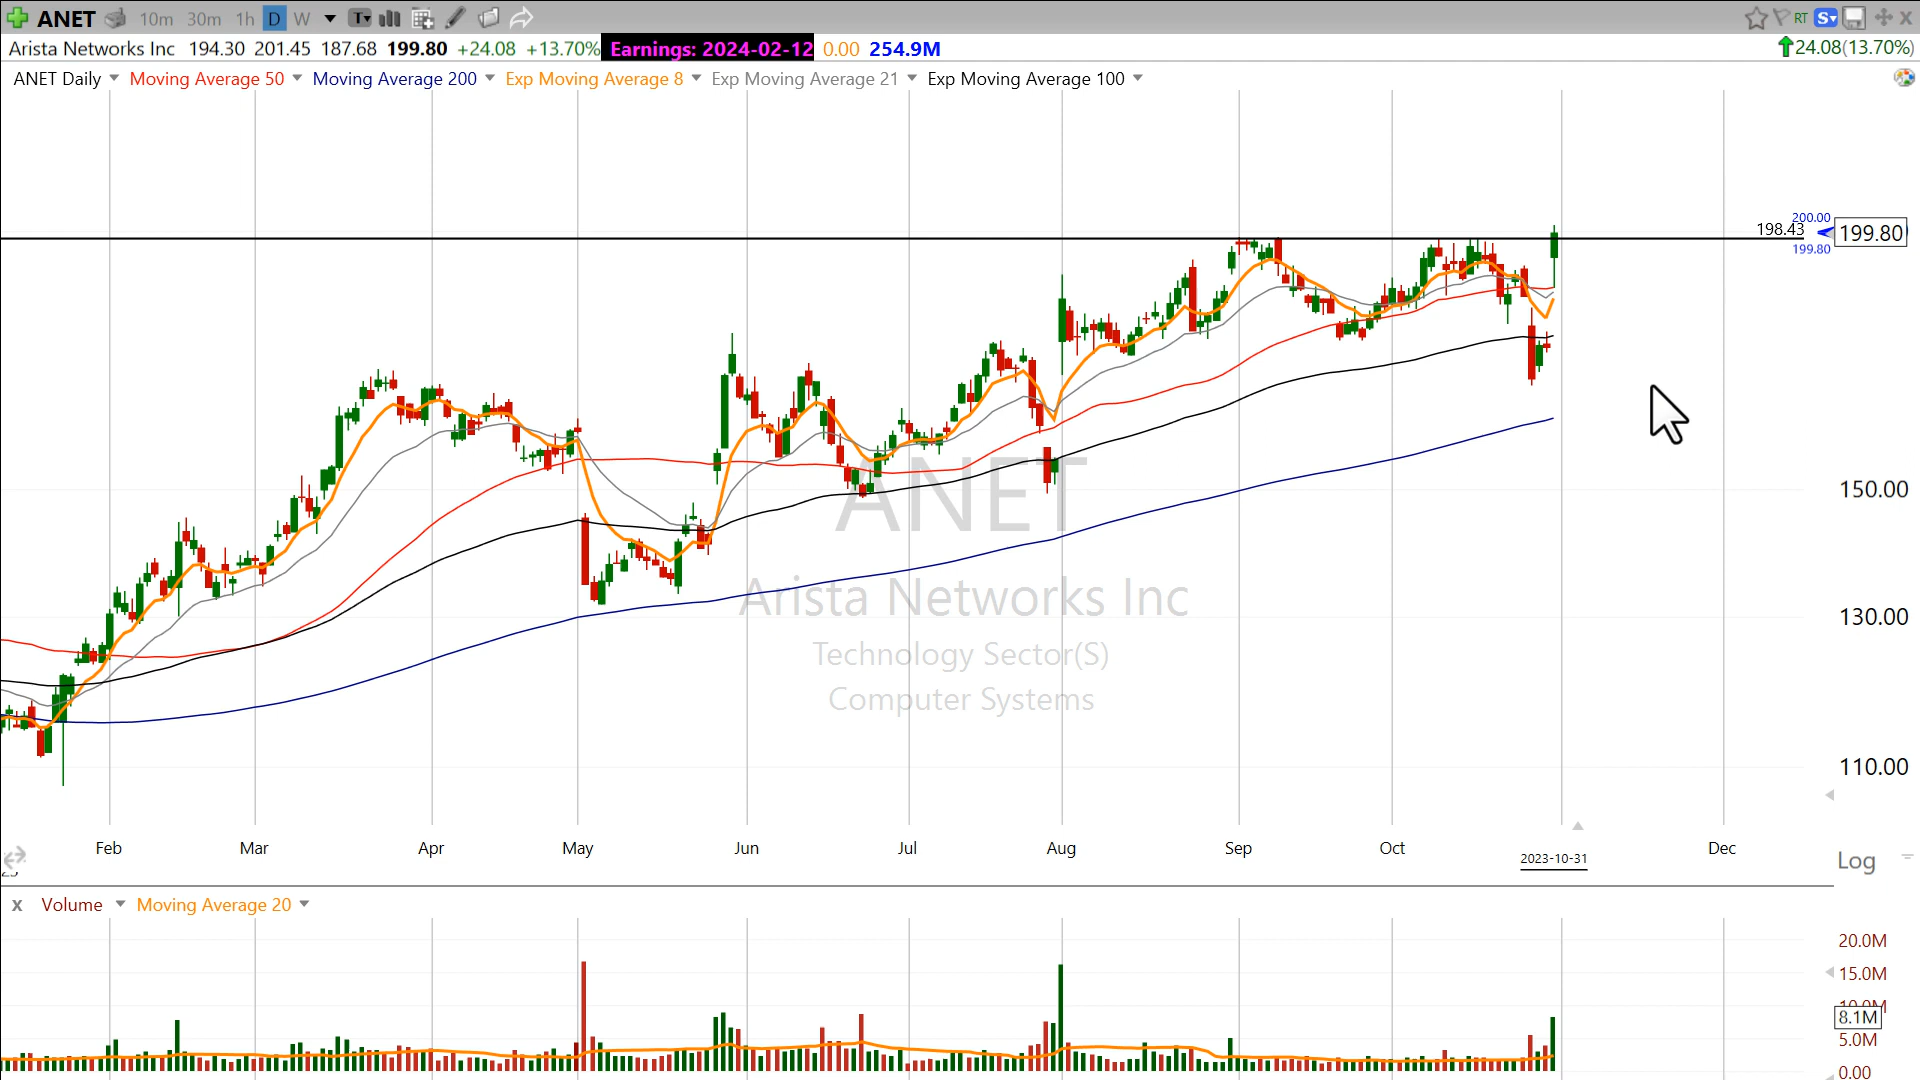 ANET 10m 30m 1h D W T RT S
Arista Networks Inc 194.30 201.45 187.68 199.80 +24.08 +13.70% Earnings: 2024-02-12 0.00 254.9M 24.08(13.70%)
ANET Daily Moving Average 50 Moving Average 200 Exp Moving Average 8 Exp Moving Average 21 Exp Moving Average 100
200.00
198.43
199.80
199.80
150.00
ANET
Arista Networks Inc
130.00
Technology Sector(S)
Computer Systems
110.00
Feb Mar Apr May Jun Jul Aug Sep Oct Dec
2023-10-31
Log
x Volume Moving Average 20
20.0M
15.0M
10.0M
8.1M
5.0M
0.00